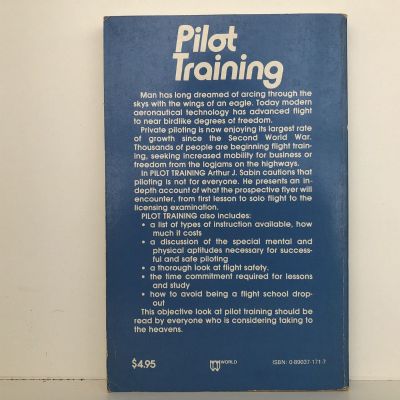 Pilot
Training
Man has long dreamed of arcing through the
skys with the wings of an eagle. Today modern
aeronautical technology has advanced flight
to near birdlike degrees of freedom.
Private piloting is now enjoying its largest rate
of growth since the Second World War.
Thousands of people are beginning flight train-
ing, seeking increased mobility for business or
freedom from the logjams on the highways.
In PILOT TRAINING Arthur J. Sabin cautions that
piloting is not for everyone. He presents an in-
depth account of what the prospective flyer will
encounter, from first lesson to solo flight to the
licensing examination.
PILOT TRAINING also includes:
• a list of types of instruction available, how
much it costs
• a discussion of the special mental and
physical aptitudes necessary for success-
ful and safe piloting
• a thorough look at flight safety.
• the time commitment required for lessons
and study
• how to avoid being a flight school drop-
out
This objective look at pilot training should be
read by everyone who is considering taking to
the heavens.
$4.95 WORLD ISBN: 0-89037-171-7